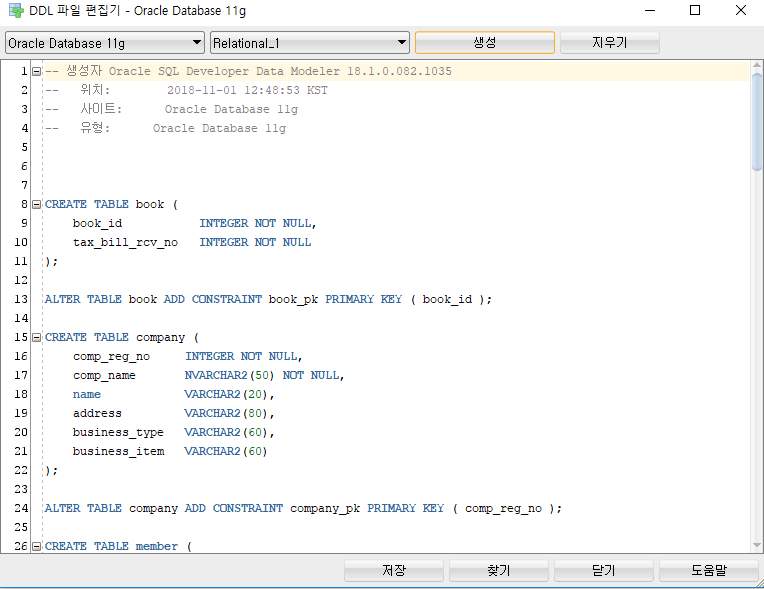 DDL 파일 편집기 - Oracle Database 11g
Oracle Database 11g Relational_1 생성 지우기
1 -- 생성자 Oracle SQL Developer Data Modeler 18.1.0.082.1035
2 -- 위치: 2018-11-01 12:48:53 KST
3 -- 사이트: Oracle Database 11g
4 -- 유형: Oracle Database 11g
5
6
7
8 CREATE TABLE book (
9 book_id INTEGER NOT NULL,
10 tax_bill_rcv_no INTEGER NOT NULL
11 );
12
13 ALTER TABLE book ADD CONSTRAINT book_pk PRIMARY KEY ( book_id );
14
15 CREATE TABLE company (
16 comp_reg_no INTEGER NOT NULL,
17 comp_name NVARCHAR2(50) NOT NULL,
18 name VARCHAR2(20),
19 address VARCHAR2(80),
20 business_type VARCHAR2(60),
21 business_item VARCHAR2(60)
22 );
23
24 ALTER TABLE company ADD CONSTRAINT company_pk PRIMARY KEY ( comp_reg_no );
25
26 CREATE TABLE member (
저장 찾기 닫기 도움말